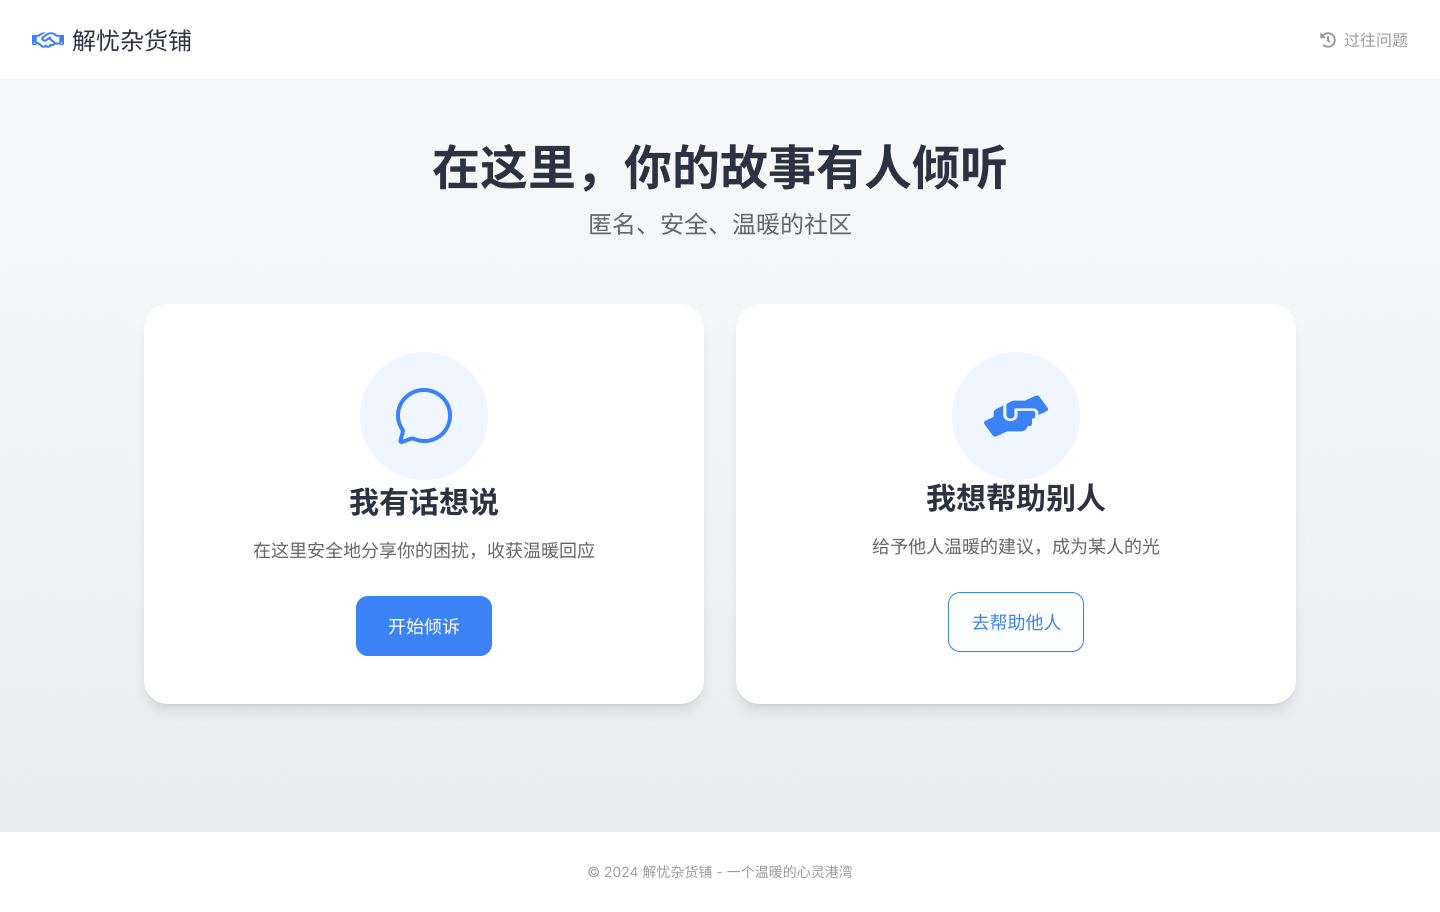 解忧杂货铺
过往问题
在这里，你的故事有人倾听
匿名、安全、温暖的社区
我有话想说
在这里安全地分享你的困扰，收获温暖回应
开始倾诉
我想帮助别人
给予他人温暖的建议，成为某人的光
去帮助他人
© 2024 解忧杂货铺 - 一个温暖的心灵港湾